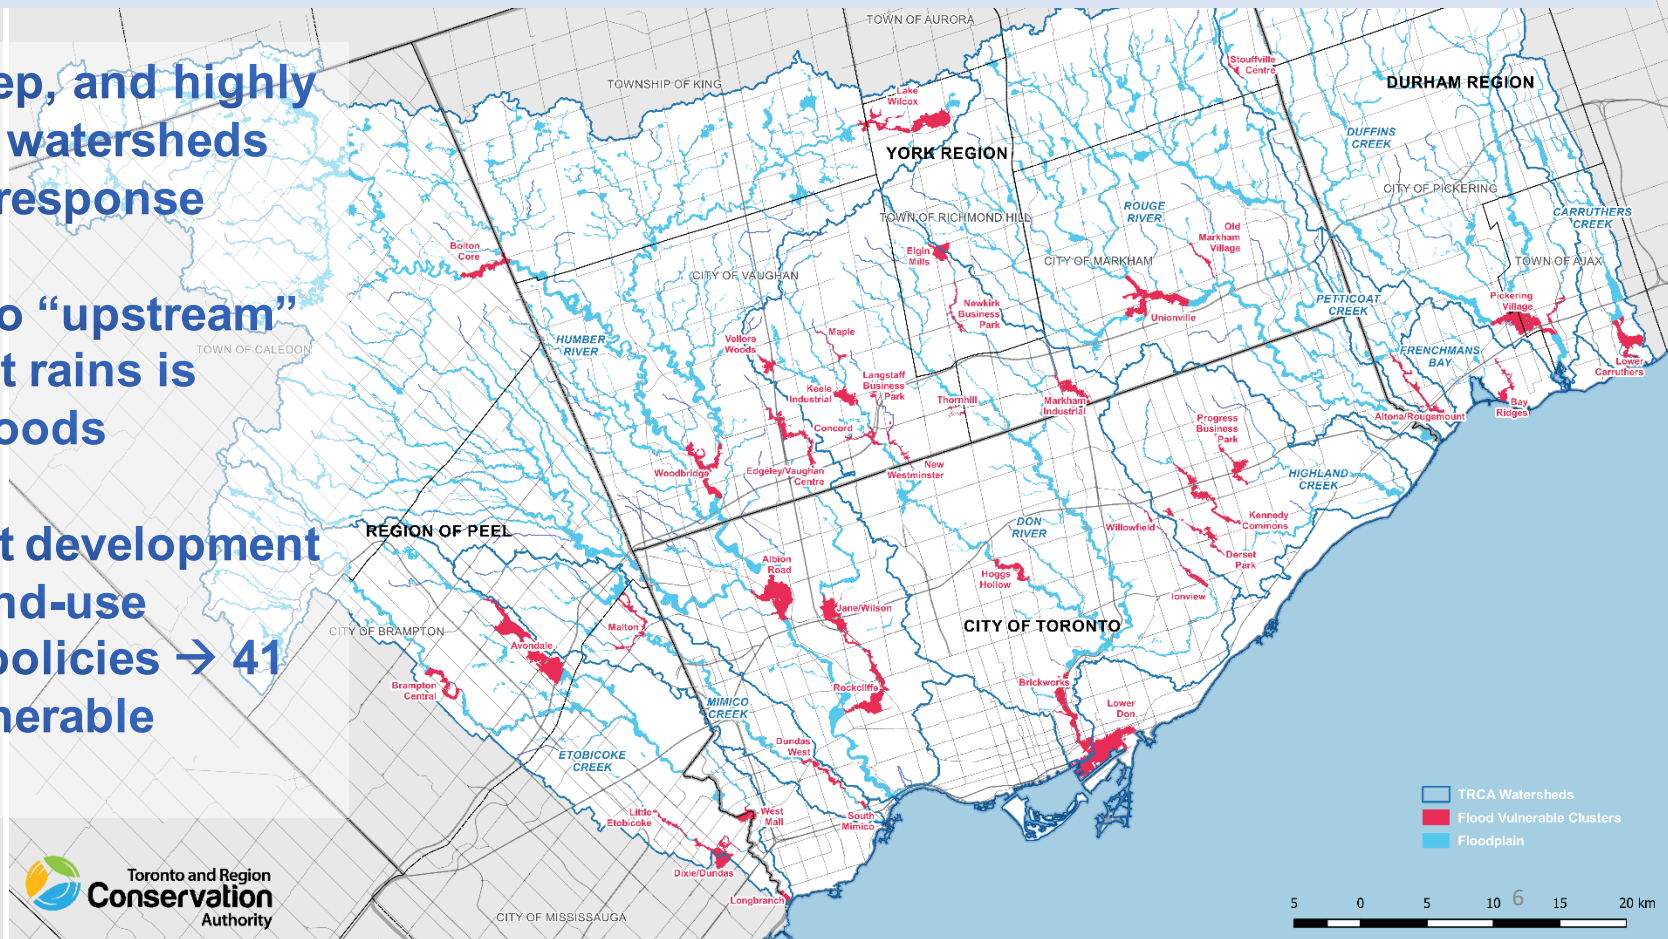 ep, and highly
watersheds
response
o “upstream”
t rains is
oods
t development
nd-use
policies → 41
nerable
TOWN OF AURORA
TOWNSHIP OF KING
Stouffville
Centre
DURHAM REGION
Lake
Wilcox
YORK REGION
DUFFINS
CREEK
CITY OF PICKERING
ROUGE
RIVER
CARRUTHERS
CREEK
TOWN OF RICHMOND HILL
Old
Markham
Village
Bolton
Core
Elgin
Mills
CITY OF MARKHAM
TOWN OF AJAX
CITY OF VAUGHAN
PETTICOAT
CREEK
Pickering
Village
Newkirk
Business
Park
Unionville
HUMBER
RIVER
TOWN OF CALEDON
Vellore
Woods
Maple
FRENCHMANS
BAY
Lower
Carruthers
Keele
Industrial
Langstaff
Business
Park
Thornhill
Markham
Industrial
Altona/Rougemount
Bay
Ridges
Concord
Progress
Business
Park
Woodbridge
Edgeley/Vaughan
Centre
New
Westminster
HIGHLAND
CREEK
REGION OF PEEL
DON
RIVER
Willowfield
Kennedy
Commons
Dorset
Park
Albion
Road
Hoggs
Hollow
Ionview
Jane/Wilson
CITY OF TORONTO
CITY OF BRAMPTON
Malton
Avondale
Brampton
Central
Rockcliffe
Brickworks
MIMICO
CREEK
Lower
Don
Dundas
West
ETOBICOKE
CREEK
Little
Etobicoke
West
Mall
South
Mimico
Dixie/Dundas
Longbranch
CITY OF MISSISSAUGA
TRCA Watersheds
Flood Vulnerable Clusters
Floodplain
5 0 5 10 15 20 km
6
Toronto and Region
Conservation
Authority